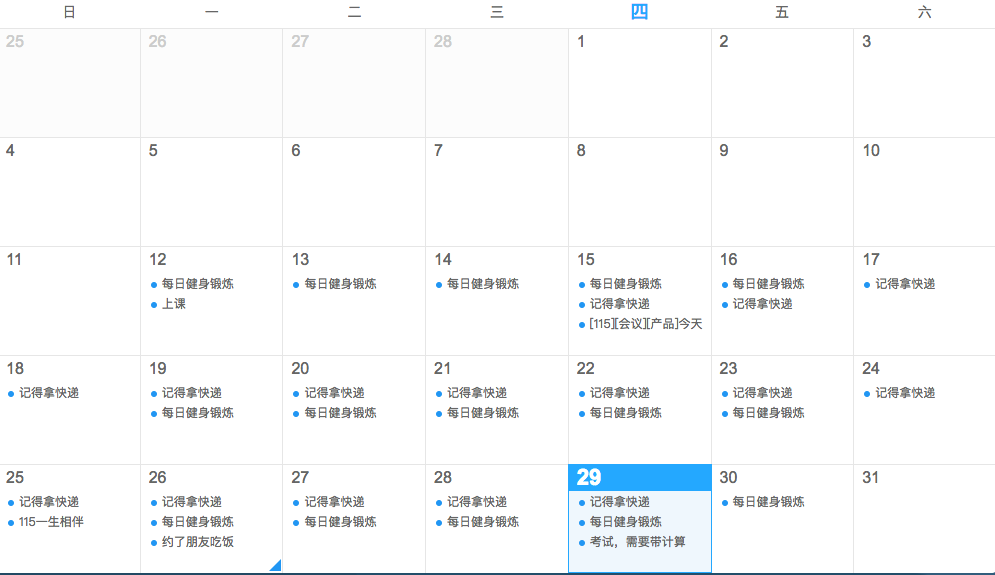 日 一 二 三 四 五 六
25 26 27 28 1 2 3
4 5 6 7 8 9 10
11 12 13 14 15 16 17
每日健身锻炼 每日健身锻炼 每日健身锻炼 每日健身锻炼 每日健身锻炼 记得拿快递
上课 记得拿快递 记得拿快递
[115][会议][产品]今天
18 19 20 21 22 23 24
记得拿快递 记得拿快递 记得拿快递 记得拿快递 记得拿快递 记得拿快递 记得拿快递
每日健身锻炼 每日健身锻炼 每日健身锻炼 每日健身锻炼 每日健身锻炼
25 26 27 28 29 30 31
记得拿快递 记得拿快递 记得拿快递 记得拿快递 记得拿快递 每日健身锻炼
115一生相伴 每日健身锻炼 每日健身锻炼 每日健身锻炼 每日健身锻炼
约了朋友吃饭 考试，需要带计算